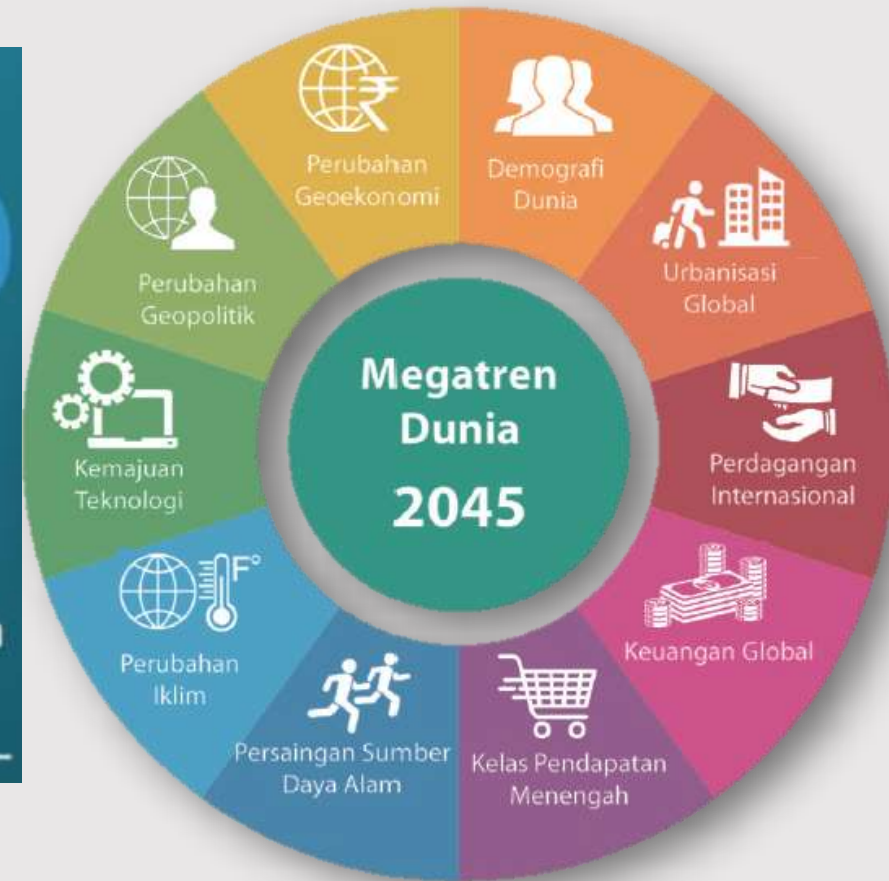 Megatren
Dunia
2045
Demografi
Dunia
Urbanisasi
Global
Perdagangan
Internasional
Keuangan Global
Kelas Pendapatan
Menengah
Persaingan Sumber
Daya Alam
F°
Perubahan
Iklim
Kemajuan
Teknologi
Perubahan
Geopolitik
₹
Perubahan
Geoekonomi